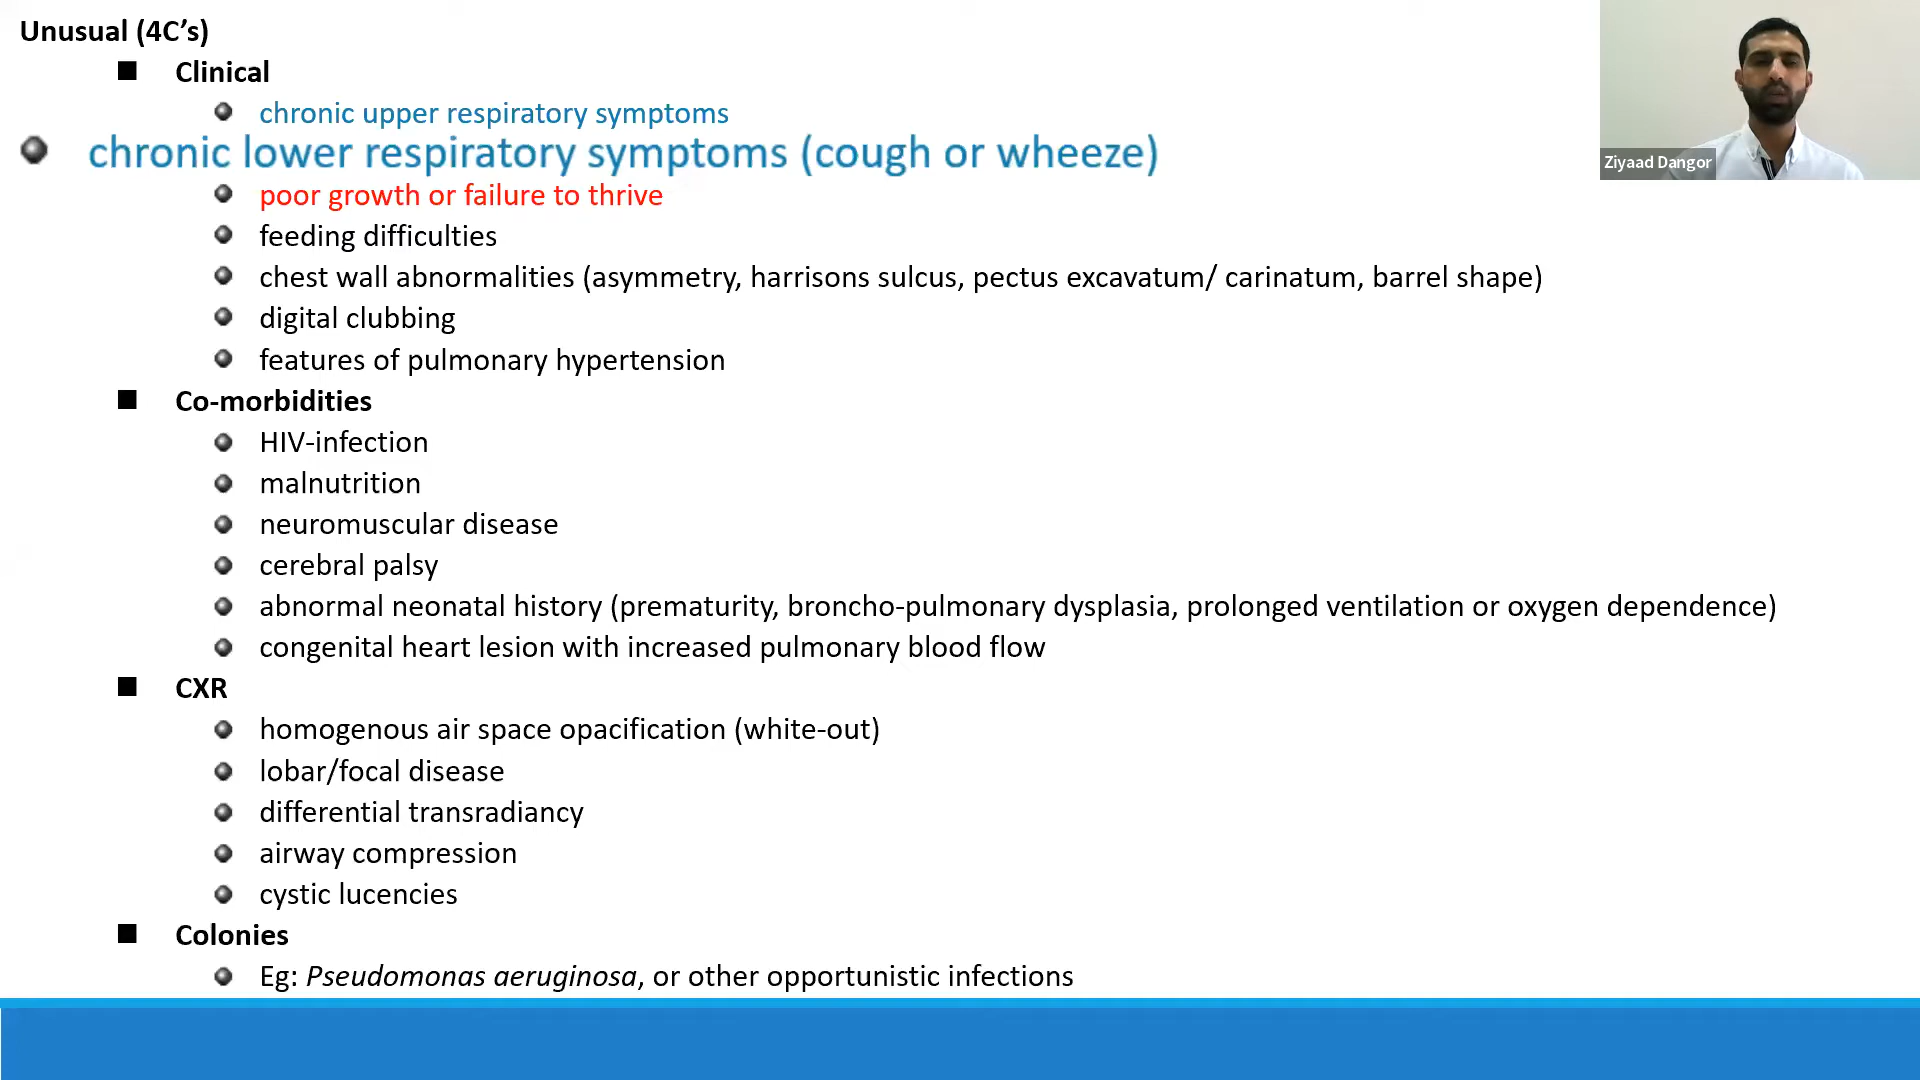 Unusual (4C’s)
Clinical
chronic upper respiratory symptoms
chronic lower respiratory symptoms (cough or wheeze)
poor growth or failure to thrive
feeding difficulties
chest wall abnormalities (asymmetry, harrisons sulcus, pectus excavatum/ carinatum, barrel shape)
digital clubbing
features of pulmonary hypertension
Co-morbidities
HIV-infection
malnutrition
neuromuscular disease
cerebral palsy
abnormal neonatal history (prematurity, broncho-pulmonary dysplasia, prolonged ventilation or oxygen dependence)
congenital heart lesion with increased pulmonary blood flow
CXR
homogenous air space opacification (white-out)
lobar/focal disease
differential transradiancy
airway compression
cystic lucencies
Colonies
Eg: Pseudomonas aeruginosa, or other opportunistic infections
Ziyaad Dangor